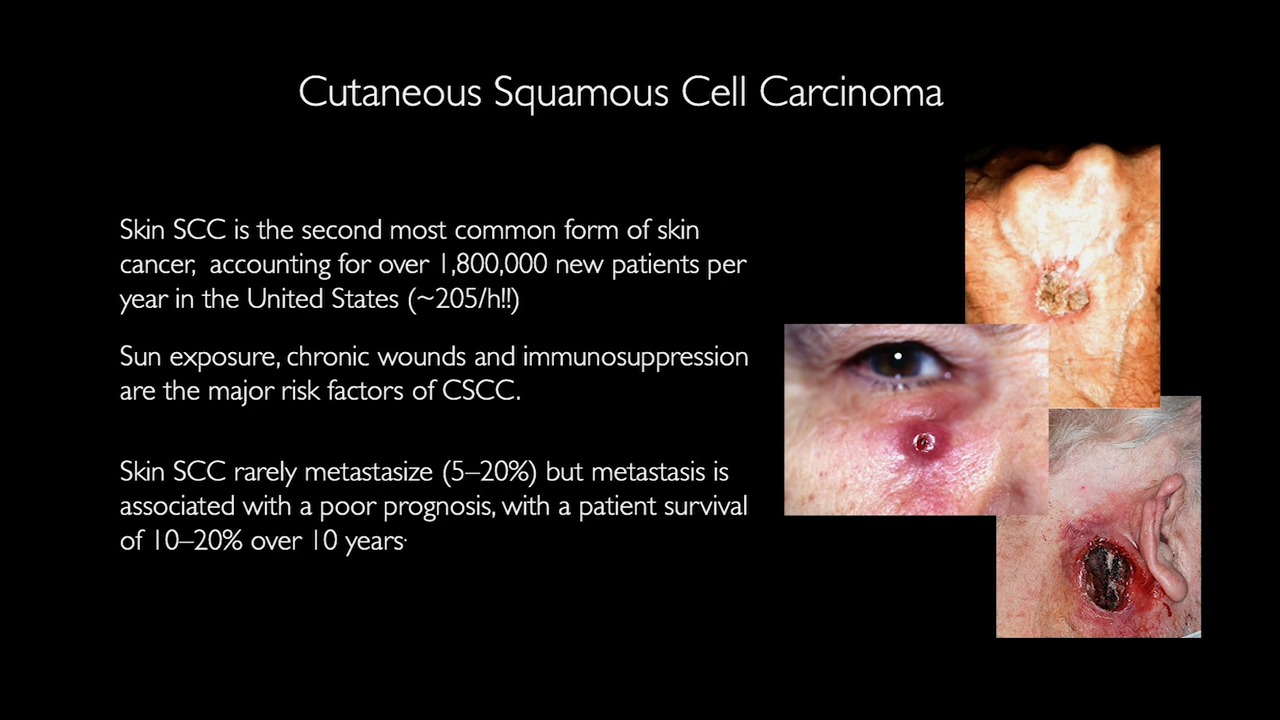 Cutaneous Squamous Cell Carcinoma
Skin SCC is the second most common form of skin
cancer,  accounting for over 1,800,000 new patients per
year in the United States (~205/h!!)
Sun exposure, chronic wounds and immunosuppression
are the major risk factors of CSCC.
Skin SCC rarely metastasize (5–20%) but metastasis is
associated with a poor prognosis, with a patient survival
of 10–20% over 10 years.